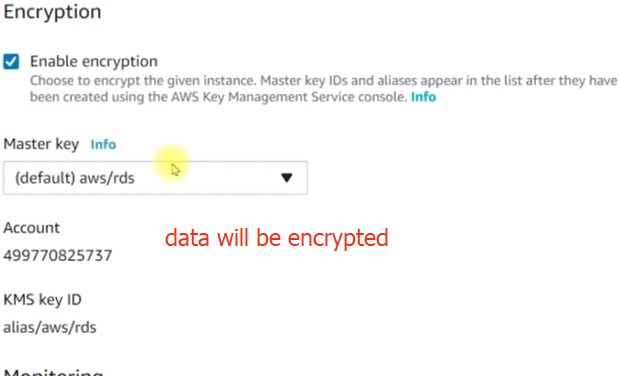 Encryption
Enable encryption
Choose to encrypt the given instance. Master key IDs and aliases appear in the list after they have
been created using the AWS Key Management Service console. Info
Master key Info
(default) aws/rds
Account
data will be encrypted
499770825737
KMS key ID
alias/aws/rds
Monitoring